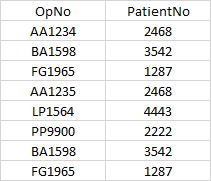 OpNo PatientNo
AA1234 2468
BA1598 3542
FG1965 1287
AA1235 2468
LP1564 4443
PP9900 2222
BA1598 3542
FG1965 1287